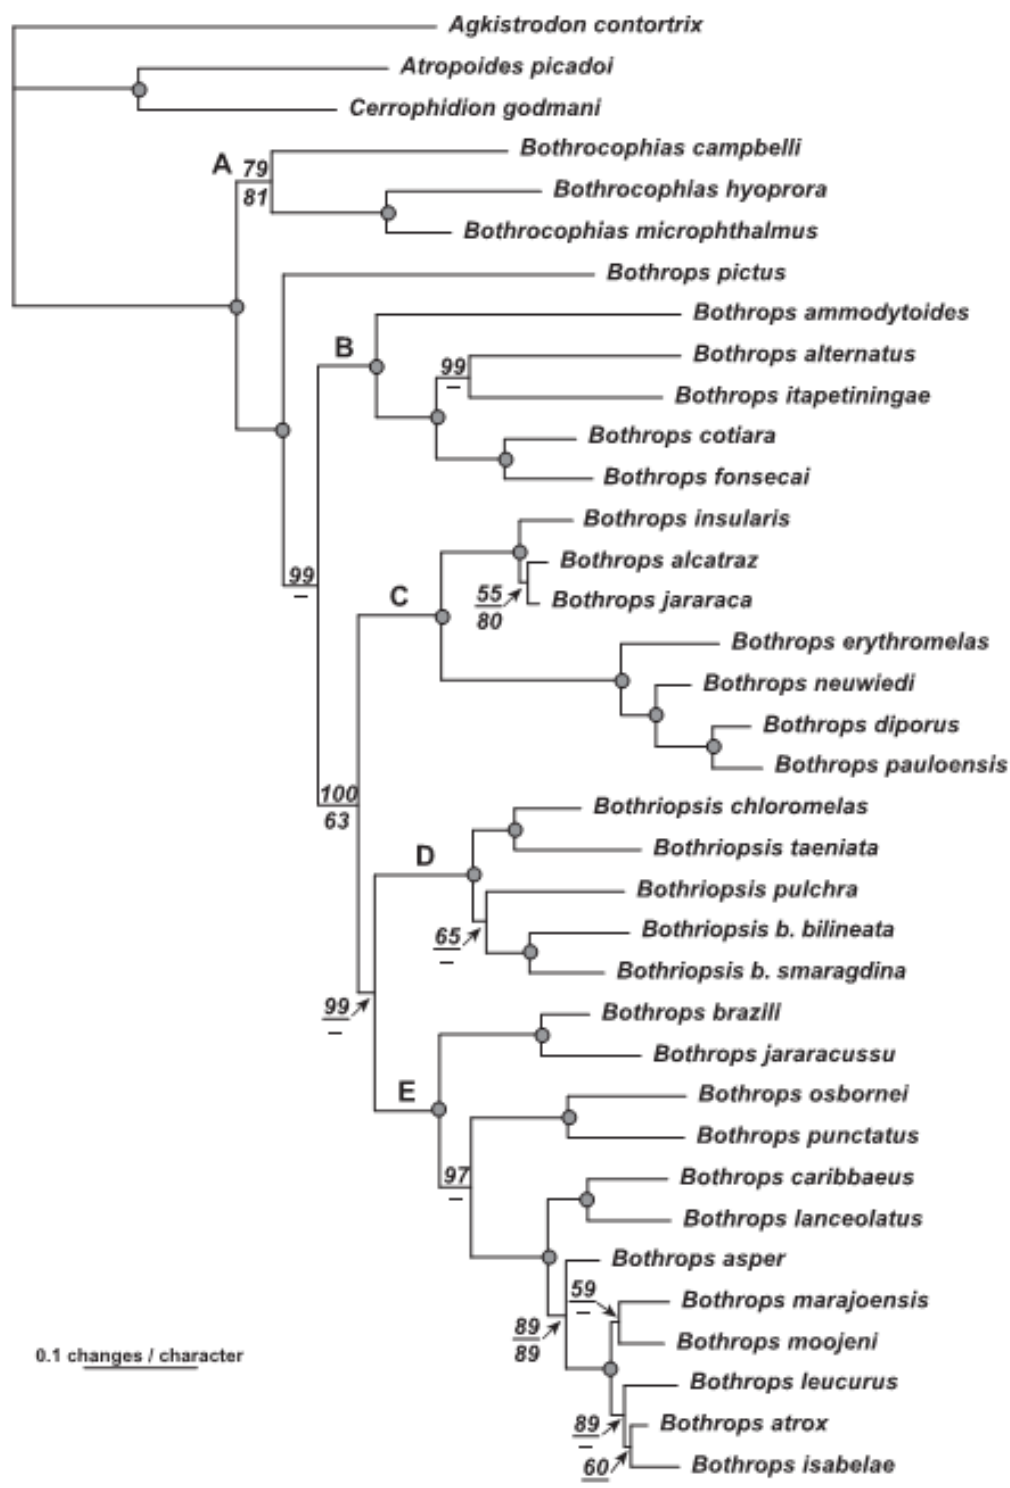 Agkistrodon contortrix
Atropoides picadoi
Cerrophidion godmani
Bothrocophias campbelli
A 79
81
Bothrocophias hyoprora
Bothrocophias microphthalmus
Bothrops pictus
Bothrops ammodytoides
B
Bothrops alternatus
99
–
Bothrops itapetiningae
Bothrops cotiara
Bothrops fonsecai
Bothrops insularis
Bothrops alcatraz
99
–
C
55
80
Bothrops jararaca
Bothrops erythromelas
Bothrops neuwiedi
Bothrops diporus
Bothrops pauloensis
100
63
Bothriopsis chloromelas
Bothriopsis taeniata
D
Bothriopsis pulchra
Bothriopsis b. bilineata
65
–
Bothriopsis b. smaragdina
99
–
Bothrops brazili
Bothrops jararacussu
E
Bothrops osbornei
Bothrops punctatus
97
–
Bothrops caribbaeus
Bothrops lanceolatus
Bothrops asper
59
–
Bothrops marajoensis
89
89
Bothrops moojeni
0.1 changes / character
Bothrops leucurus
89
–
Bothrops atrox
60
Bothrops isabelae